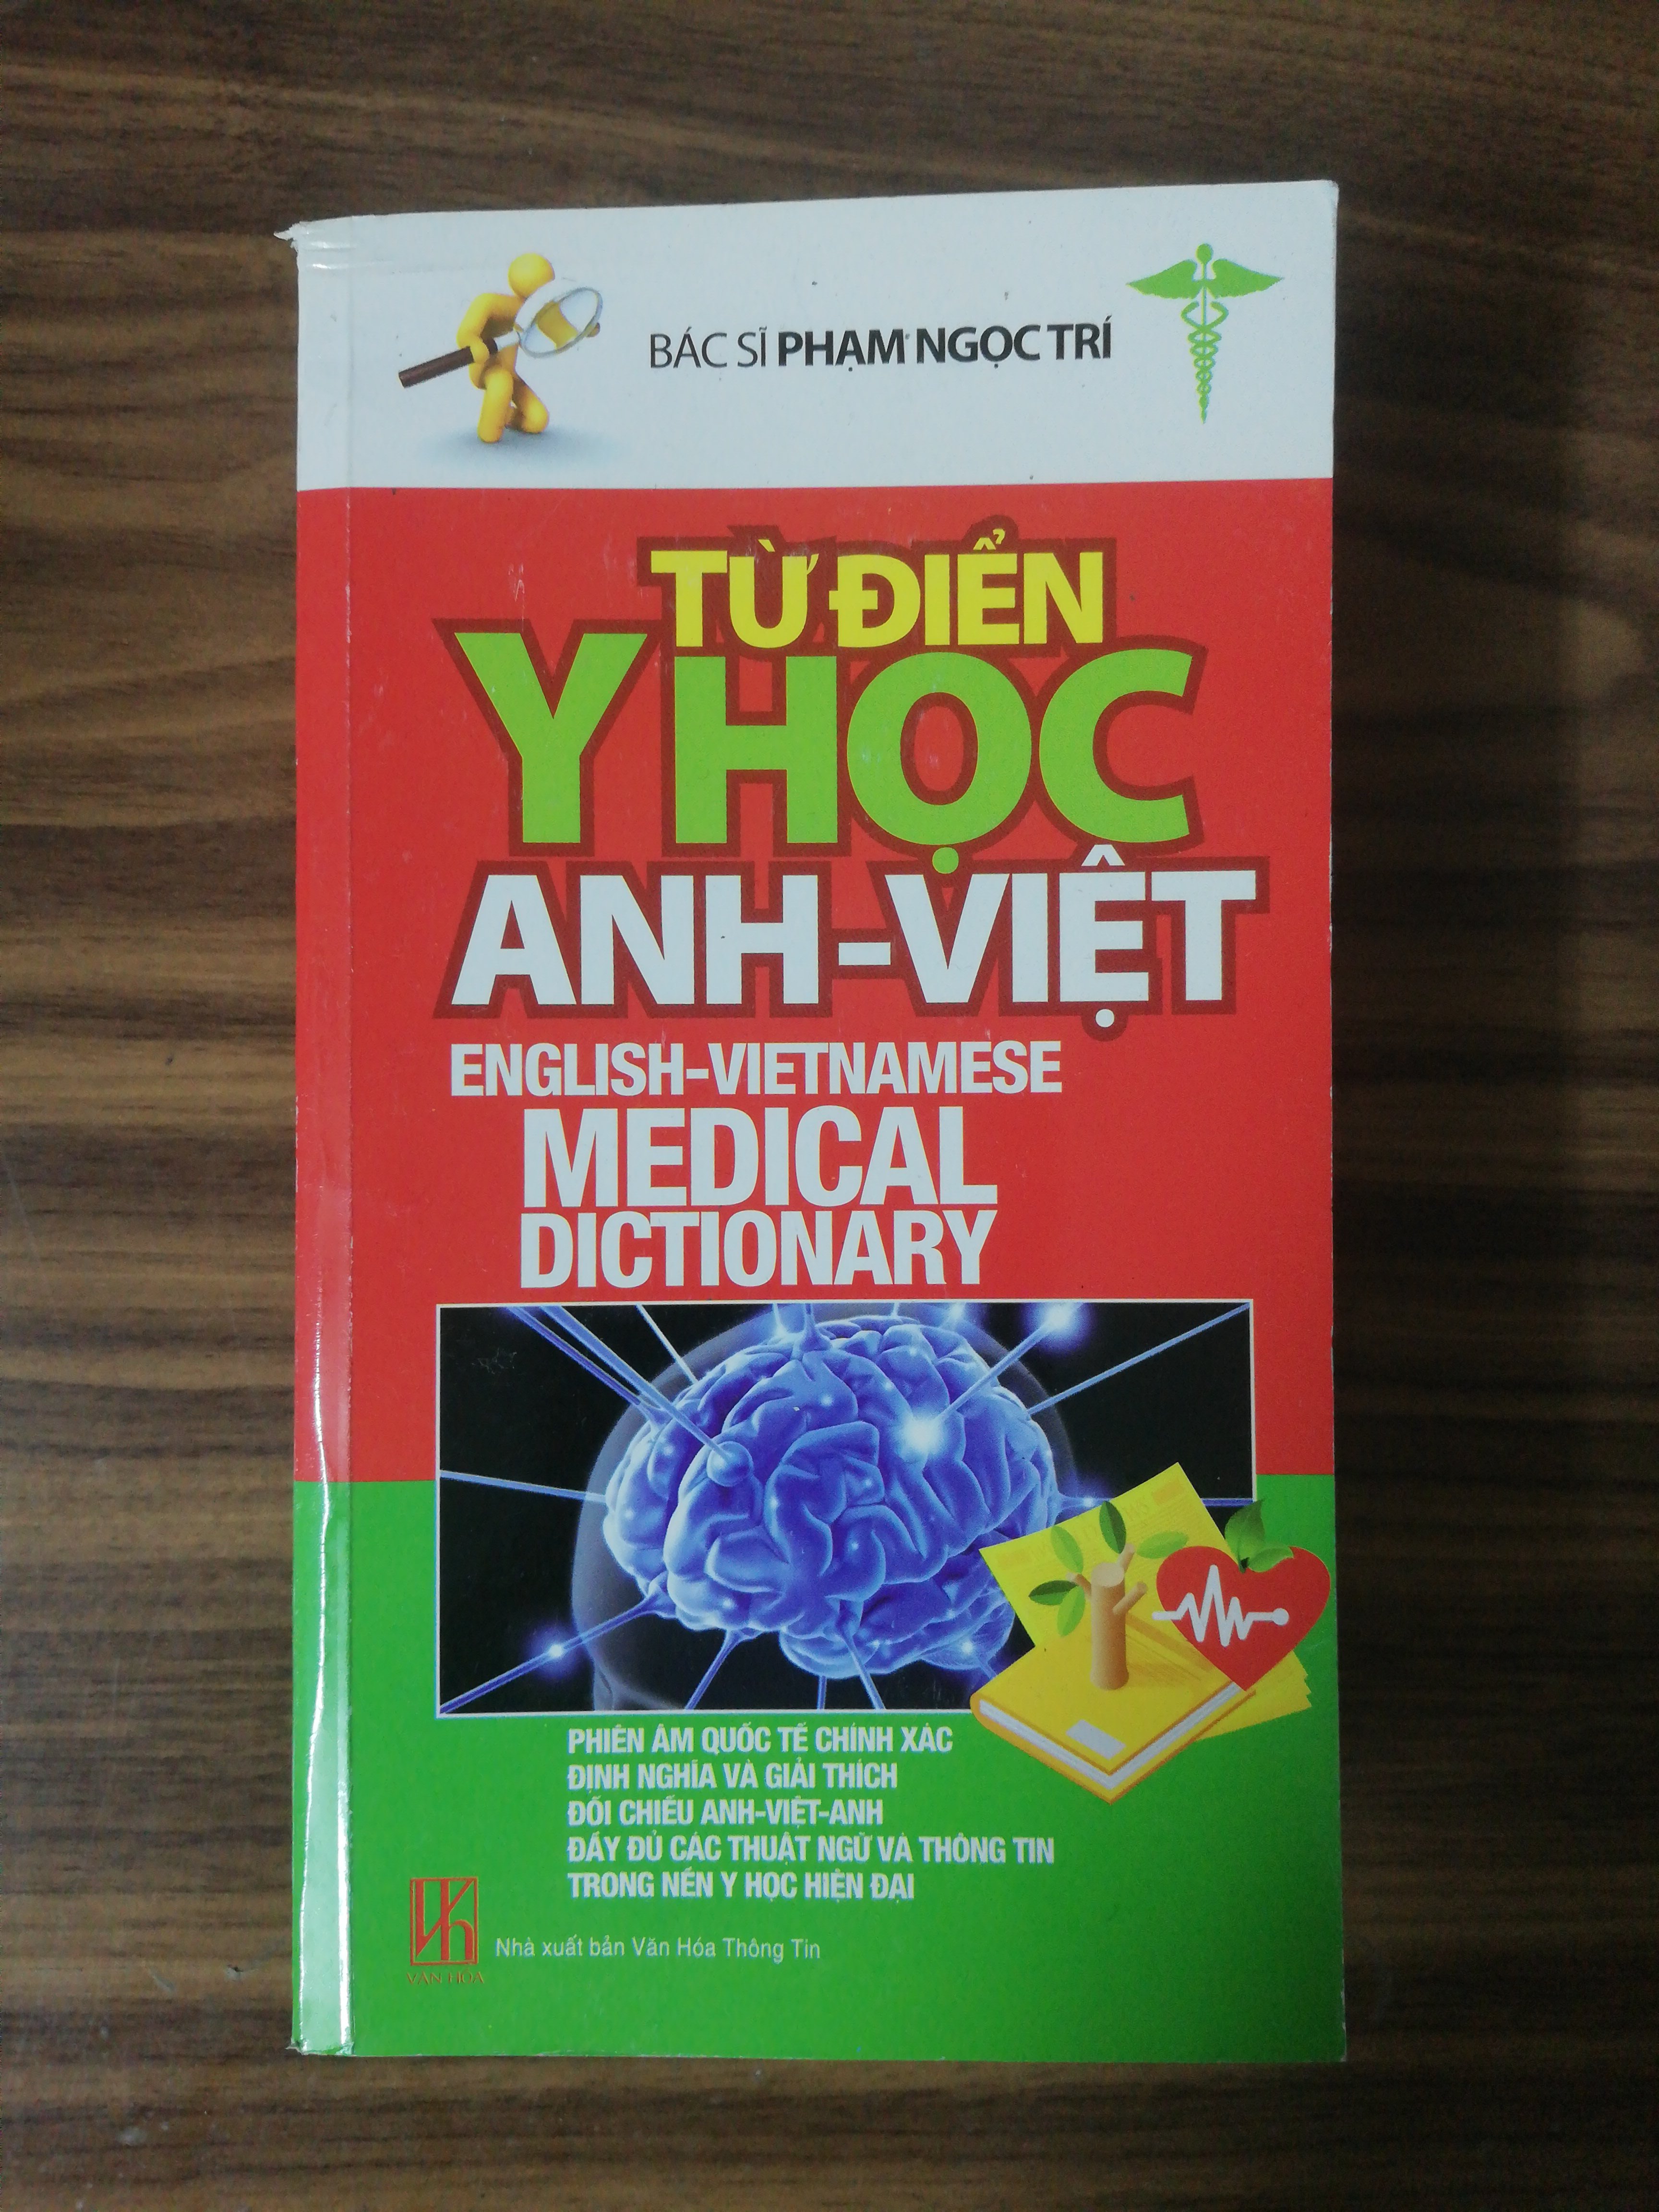 BÁC SĨ PHẠM NGỌC TRÍ
TỪ ĐIỂN
Y HỌC
ANH-VIỆT
ENGLISH-VIETNAMESE
MEDICAL
DICTIONARY
PHIÊN ÂM QUỐC TẾ CHÍNH XÁC
ĐỊNH NGHĨA VÀ GIẢI THÍCH
ĐỐI CHIẾU ANH-VIỆT-ANH
ĐẦY ĐỦ CÁC THUẬT NGỮ VÀ THÔNG TIN
TRONG NỀN Y HỌC HIỆN ĐẠI
Nhà xuất bản Văn Hóa Thông Tin
VĂN HÓA